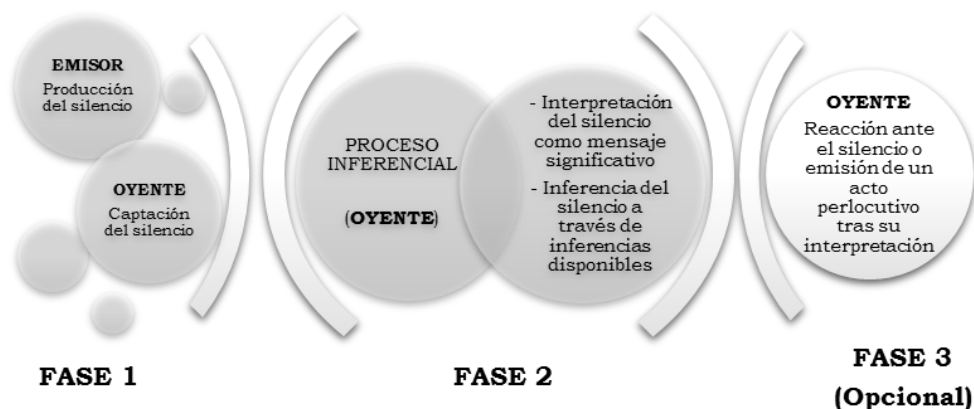 EMISOR
Producción
del silencio
OYENTE
Captación
del silencio
FASE 1
PROCESO
INFERENCIAL
(OYENTE)
- Interpretación
del silencio
como mensaje
significativo
- Inferencia del
silencio a
través de
inferencias
disponibles
FASE 2
OYENTE
Reacción ante
el silencio o
emisión de un
acto
perlocutivo
tras su
interpretación
FASE 3
(Opcional)